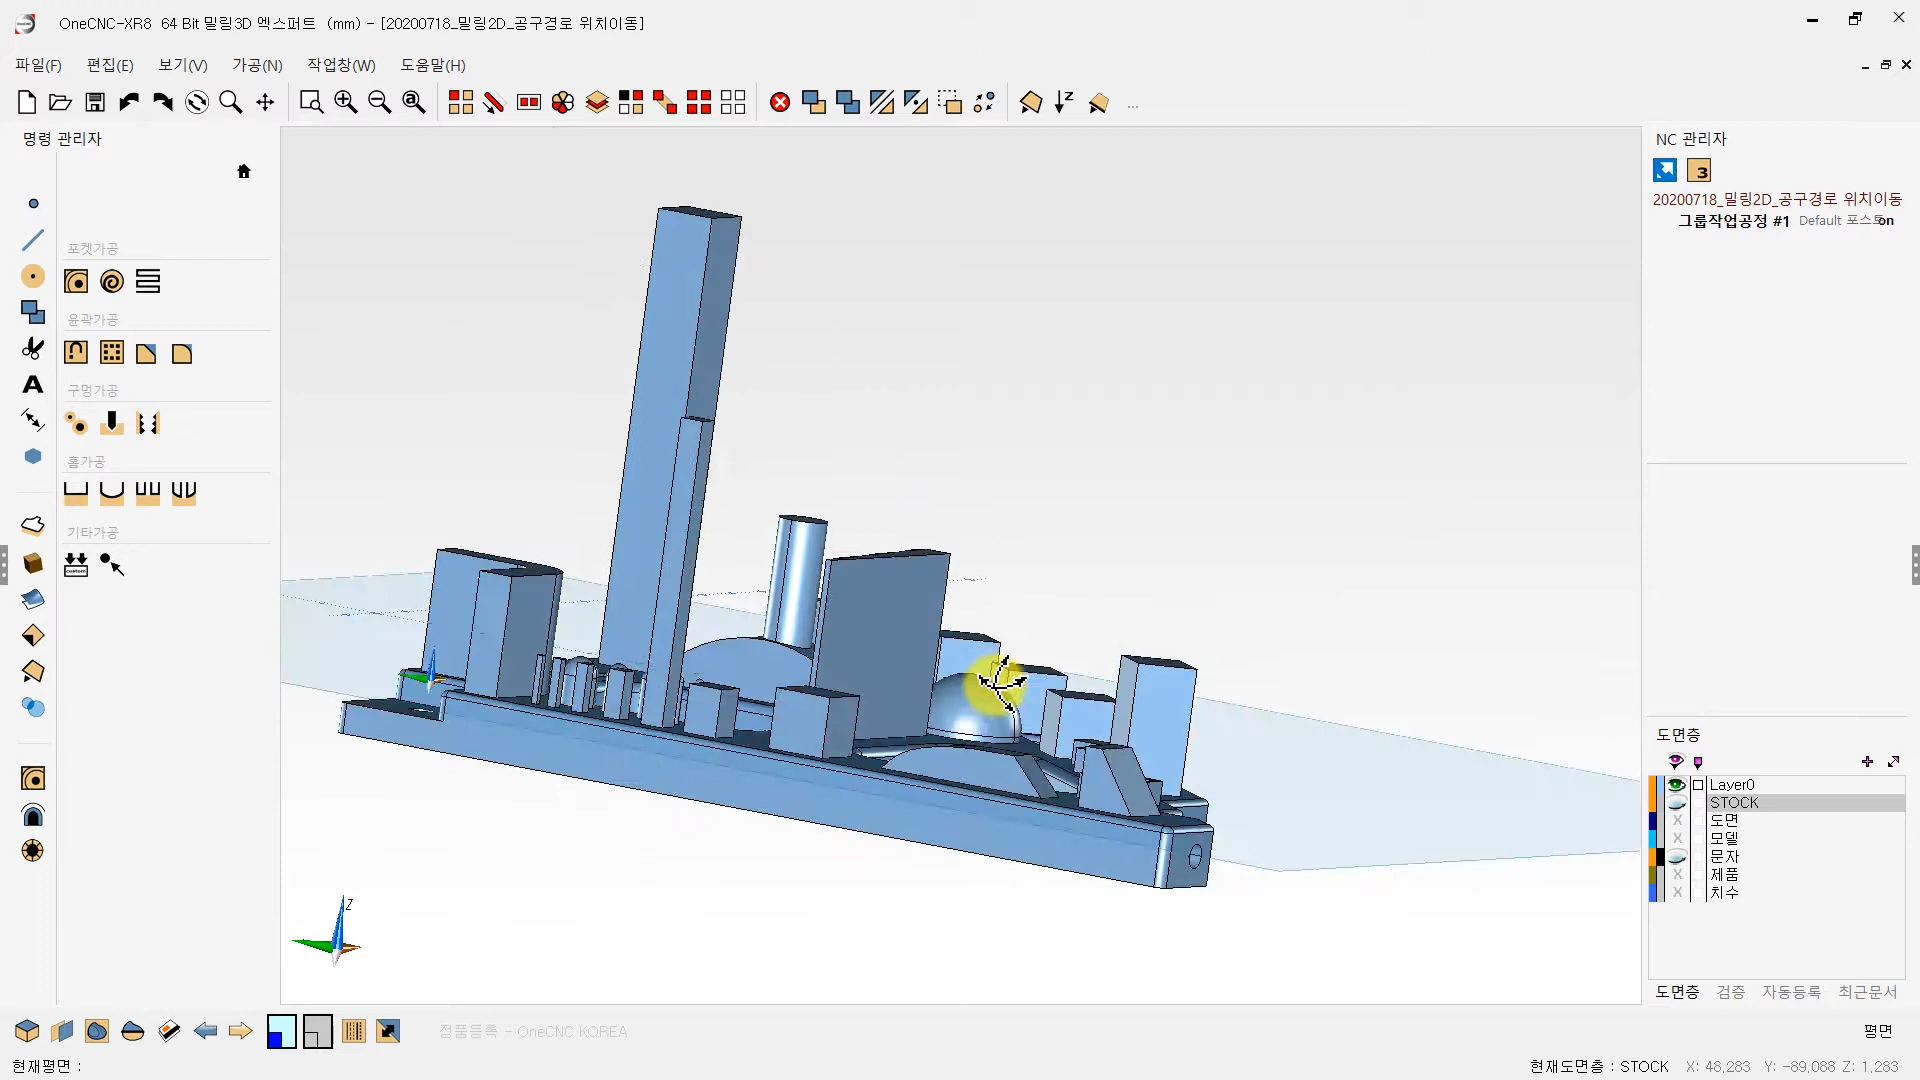 OneCNC-XR8 64 Bit 밀링3D 엑스퍼트 (mm) - [20200718_밀링2D_공구경로 위치이동]
파일(F) 편집(E) 보기(V) 가공(N) 작업창(W) 도움말(H)
명령 관리자
포켓가공
윤곽가공
구멍가공
홈가공
기타가공
custom
Z
NC 관리자
3
20200718_밀링2D_공구경로 위치이동
그룹작업공정 #1 Default 포스트 on
도면층
Layer0
STOCK
도면
모델
문자
제품
치수
도면층 검증 자동등록 최근문서
정품등록 - OneCNC KOREA
평면
현재평면 :
현재도면층 : STOCK X: 48,283 Y: -89,088 Z: 1,283